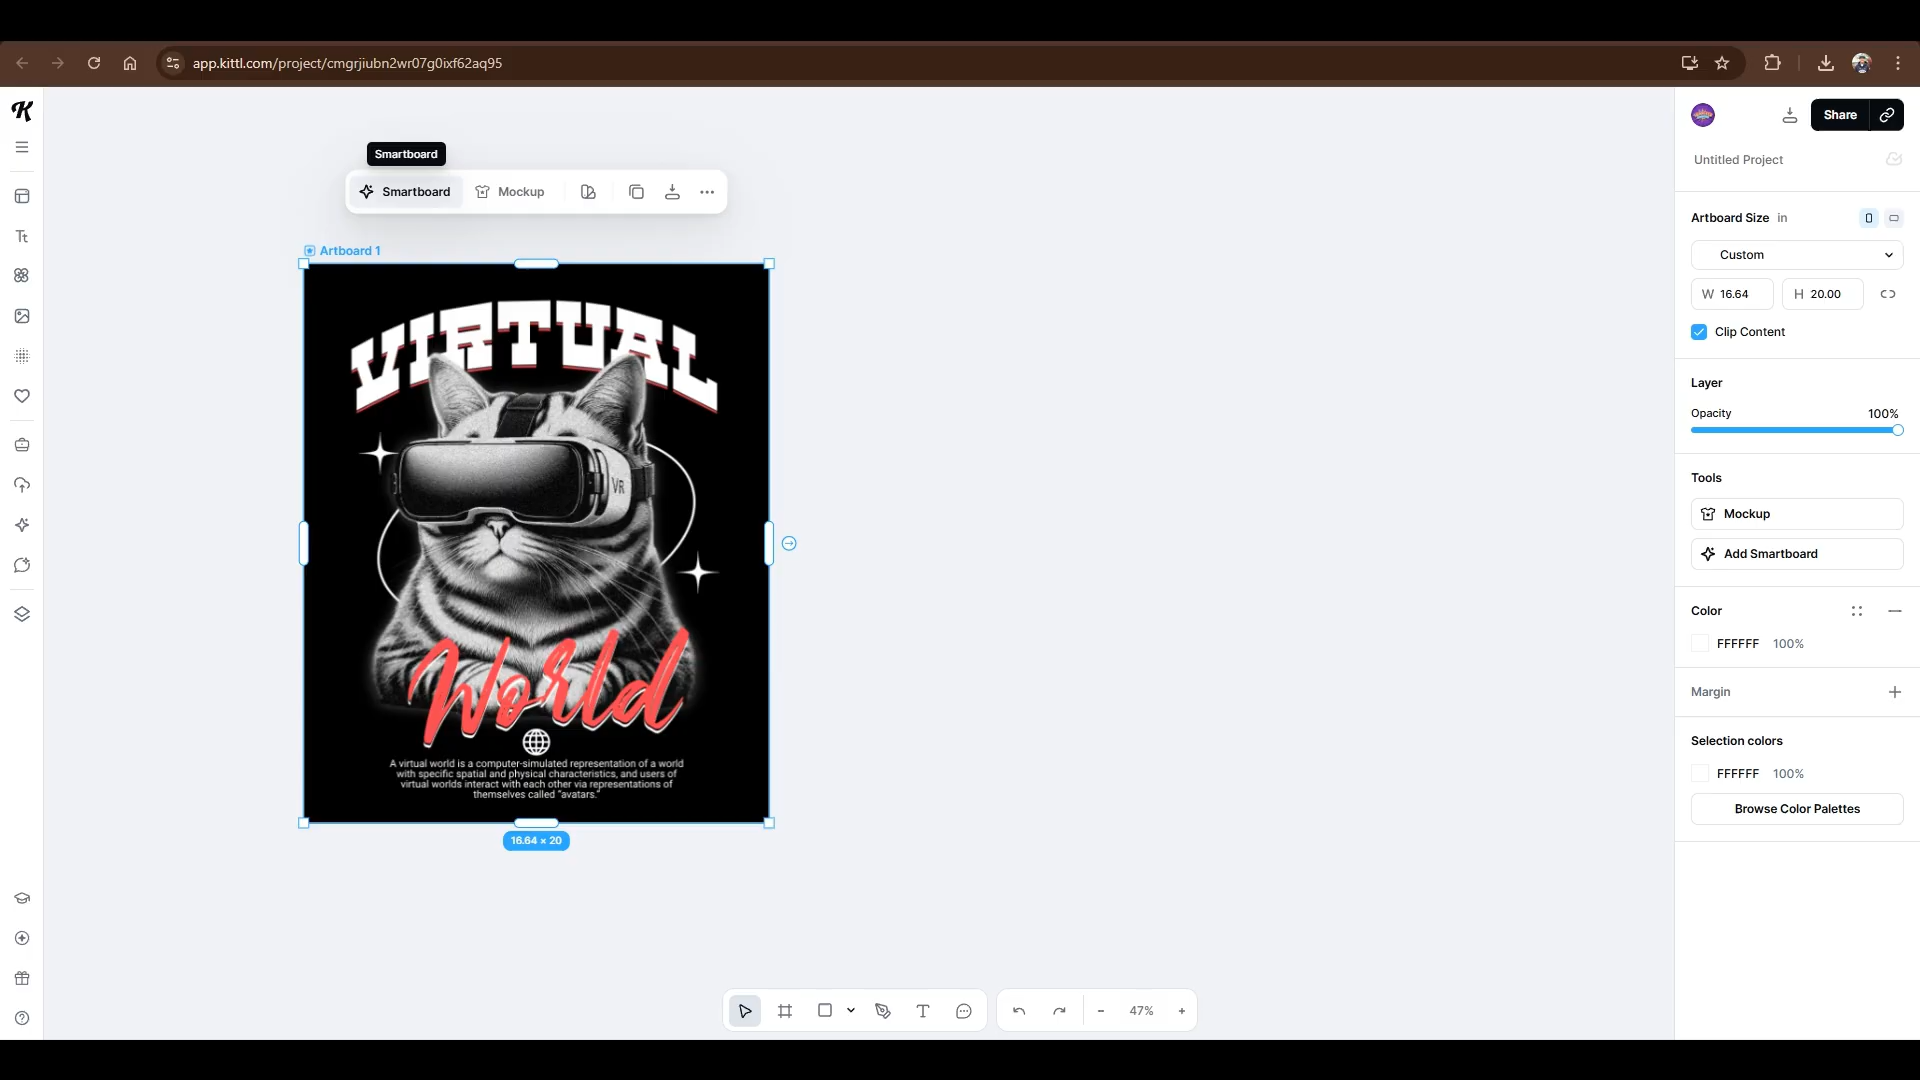 app.kittl.com/project/cmgrjiubn2wr07g0ixf62aq95
K
Share
Untitled Project
Smartboard
Smartboard
Mockup
Artboard 1
VIRTUAL
VR
World
A virtual world is a computer-simulated representation of a world
with specific spatial and physical characteristics, and users of
virtual worlds interact with each other via representations of
themselves called "avatars."
16.64 × 20
Artboard Size in
Custom
W 16.64 H 20.00
Clip Content
Layer
Opacity 100%
Tools
Mockup
Add Smartboard
Color
FFFFFF 100%
Margin
Selection colors
FFFFFF 100%
Browse Color Palettes
Tt
T
47%